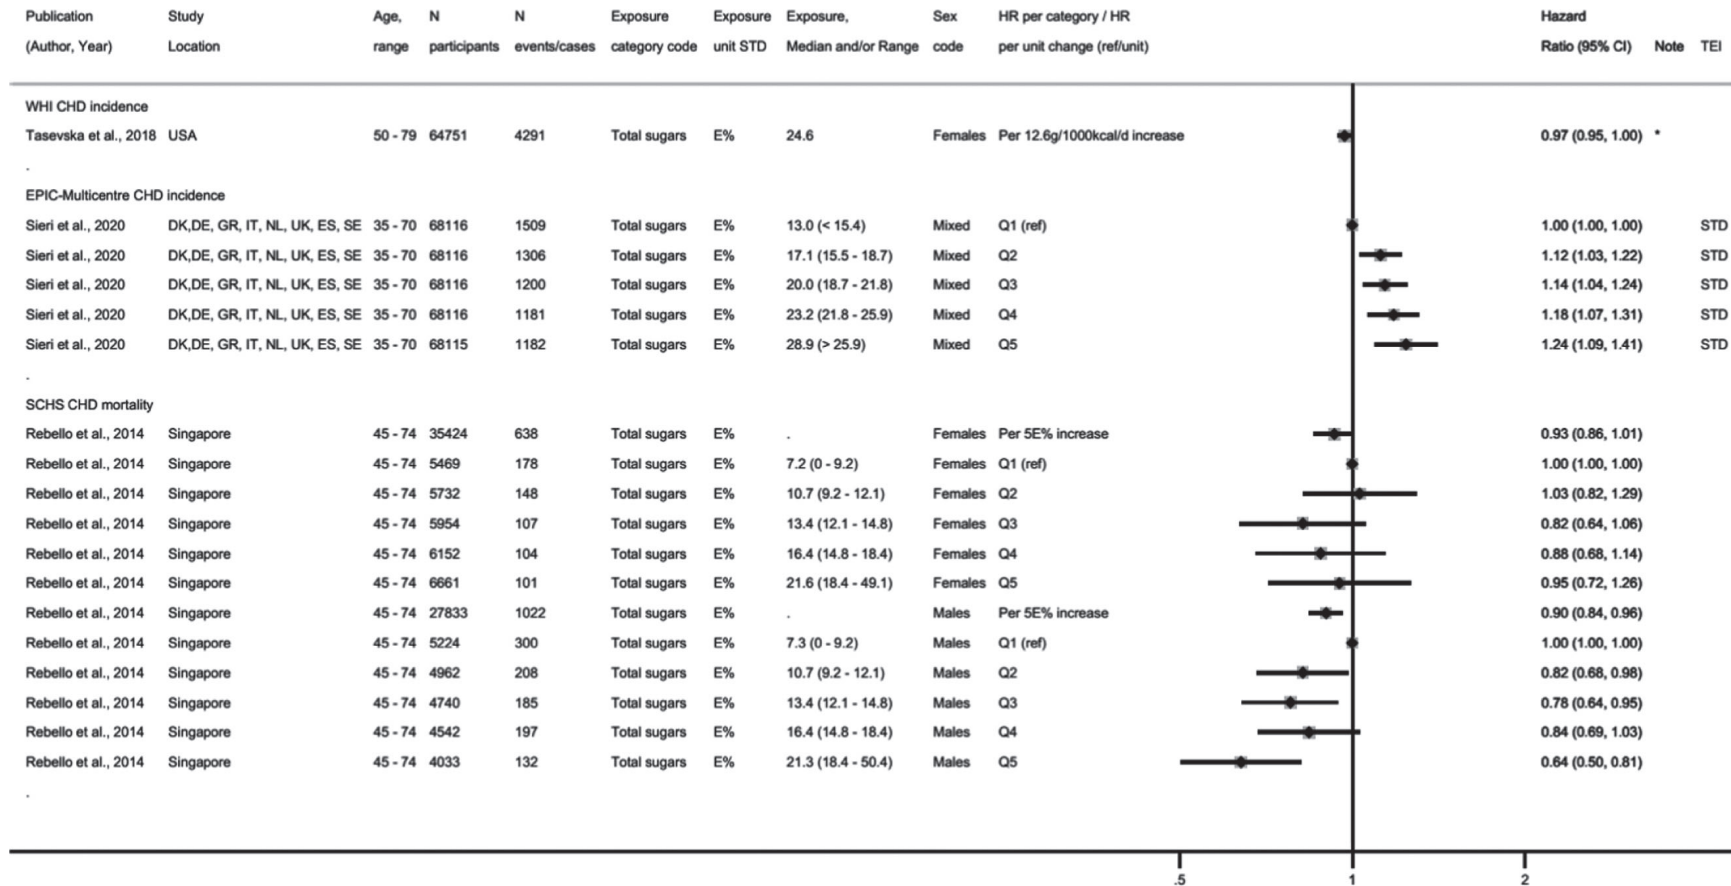 Publication Study Age, N N Exposure Exposure Exposure, Sex HR per category / HR Hazard
(Author, Year) Location range participants events/cases category code unit STD Median and/or Range code per unit change (ref/unit) Ratio (95% CI) Note TEI
WHI CHD incidence
Tasevska et al., 2018 USA 50 - 79 64751 4291 Total sugars E% 24.6 Females Per 12.6g/1000kcal/d increase 0.97 (0.95, 1.00) *
.
EPIC-Multicentre CHD incidence
Sieri et al., 2020 DK,DE, GR, IT, NL, UK, ES, SE 35 - 70 68116 1509 Total sugars E% 13.0 (< 15.4) Mixed Q1 (ref) 1.00 (1.00, 1.00) STD
Sieri et al., 2020 DK,DE, GR, IT, NL, UK, ES, SE 35 - 70 68116 1306 Total sugars E% 17.1 (15.5 - 18.7) Mixed Q2 1.12 (1.03, 1.22) STD
Sieri et al., 2020 DK,DE, GR, IT, NL, UK, ES, SE 35 - 70 68116 1200 Total sugars E% 20.0 (18.7 - 21.8) Mixed Q3 1.14 (1.04, 1.24) STD
Sieri et al., 2020 DK,DE, GR, IT, NL, UK, ES, SE 35 - 70 68116 1181 Total sugars E% 23.2 (21.8 - 25.9) Mixed Q4 1.18 (1.07, 1.31) STD
Sieri et al., 2020 DK,DE, GR, IT, NL, UK, ES, SE 35 - 70 68115 1182 Total sugars E% 28.9 (> 25.9) Mixed Q5 1.24 (1.09, 1.41) STD
.
SCHS CHD mortality
Rebello et al., 2014 Singapore 45 - 74 35424 638 Total sugars E% . Females Per 5E% increase 0.93 (0.86, 1.01)
Rebello et al., 2014 Singapore 45 - 74 5469 178 Total sugars E% 7.2 (0 - 9.2) Females Q1 (ref) 1.00 (1.00, 1.00)
Rebello et al., 2014 Singapore 45 - 74 5732 148 Total sugars E% 10.7 (9.2 - 12.1) Females Q2 1.03 (0.82, 1.29)
Rebello et al., 2014 Singapore 45 - 74 5954 107 Total sugars E% 13.4 (12.1 - 14.8) Females Q3 0.82 (0.64, 1.06)
Rebello et al., 2014 Singapore 45 - 74 6152 104 Total sugars E% 16.4 (14.8 - 18.4) Females Q4 0.88 (0.68, 1.14)
Rebello et al., 2014 Singapore 45 - 74 6661 101 Total sugars E% 21.6 (18.4 - 49.1) Females Q5 0.95 (0.72, 1.26)
Rebello et al., 2014 Singapore 45 - 74 27833 1022 Total sugars E% . Males Per 5E% increase 0.90 (0.84, 0.96)
Rebello et al., 2014 Singapore 45 - 74 5224 300 Total sugars E% 7.3 (0 - 9.2) Males Q1 (ref) 1.00 (1.00, 1.00)
Rebello et al., 2014 Singapore 45 - 74 4962 208 Total sugars E% 10.7 (9.2 - 12.1) Males Q2 0.82 (0.68, 0.98)
Rebello et al., 2014 Singapore 45 - 74 4740 185 Total sugars E% 13.4 (12.1 - 14.8) Males Q3 0.78 (0.64, 0.95)
Rebello et al., 2014 Singapore 45 - 74 4542 197 Total sugars E% 16.4 (14.8 - 18.4) Males Q4 0.84 (0.69, 1.03)
Rebello et al., 2014 Singapore 45 - 74 4033 132 Total sugars E% 21.3 (18.4 - 50.4) Males Q5 0.64 (0.50, 0.81)
.
.5 1 2